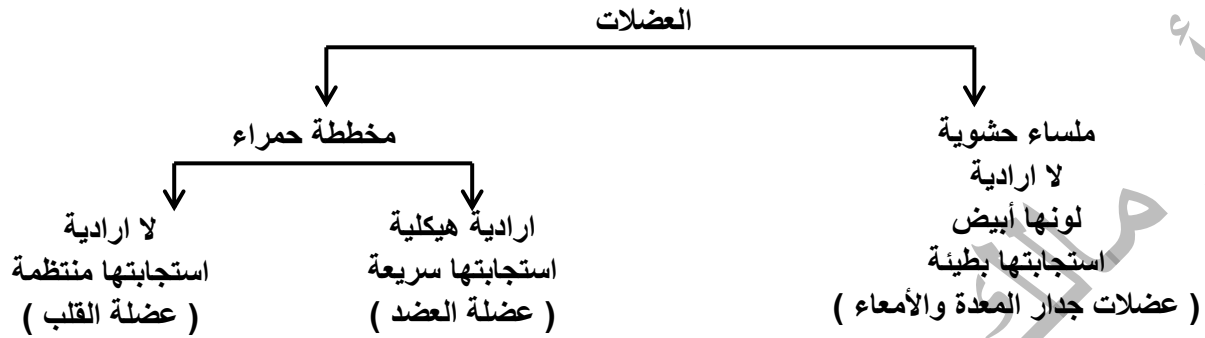 العضلات
ملساء حشوية
لا ارادية
لونها أبيض
استجابتها بطيئة
( عضلات جدار المعدة والأمعاء )
مخططة حمراء
ارادية هيكلية
استجابتها سريعة
( عضلة العضد )
لا ارادية
استجابتها منتظمة
( عضلة القلب )